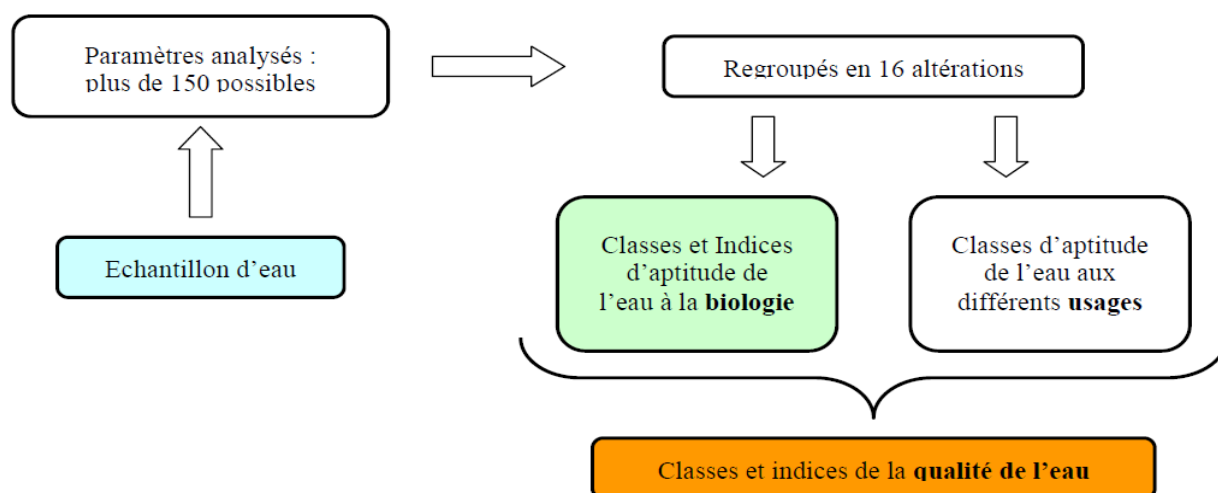 Paramètres analysés :
plus de 150 possibles
Regroupés en 16 altérations
Echantillon d'eau
Classes et Indices
d'aptitude de
l'eau à la biologie
Classes d'aptitude
de l'eau aux
différents usages
Classes et indices de la qualité de l'eau